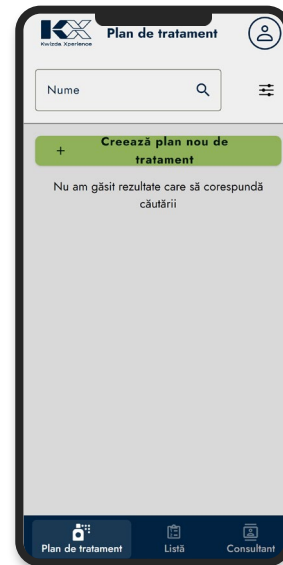 KX
Kwizda Xperience
Plan de tratament
Nume
+ Creează plan nou de
tratament
Nu am găsit rezultate care să corespundă
căutării
Plan de tratament
Listă
Consultant